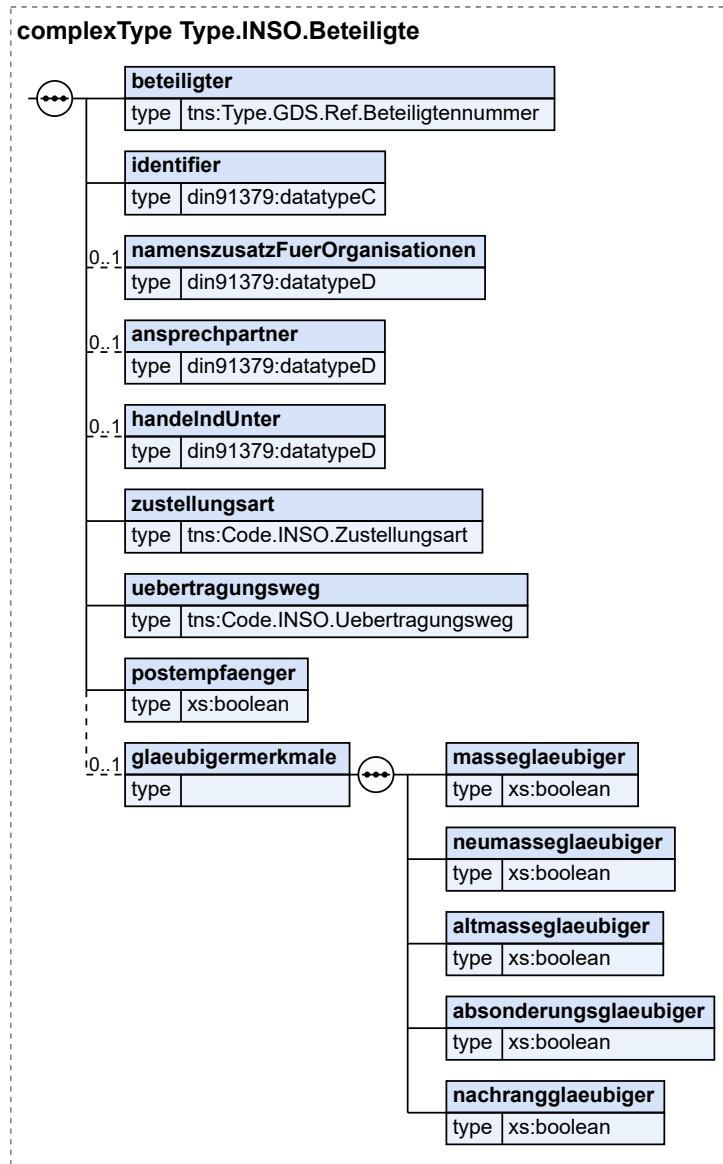 complexType Type.INSO.Beteiligte
beteiligter
type tns:Type.GDS.Ref.Beteiligtennummer
identifier
type din91379:datatypeC
0..1 namenszusatzFuerOrganisationen
type din91379:datatypeD
0..1 ansprechpartner
type din91379:datatypeD
0..1 handelndUnter
type din91379:datatypeD
zustellungsart
type tns:Code.INSO.Zustellungsart
uebertragungsweg
type tns:Code.INSO.Uebertragungsweg
postempfaenger
type xs:boolean
0..1 glaeubigermerkmale
type
masseglaeubiger
type xs:boolean
neumasseglaeubiger
type xs:boolean
altmasseglaeubiger
type xs:boolean
absonderungsglaeubiger
type xs:boolean
nachrangglaeubiger
type xs:boolean